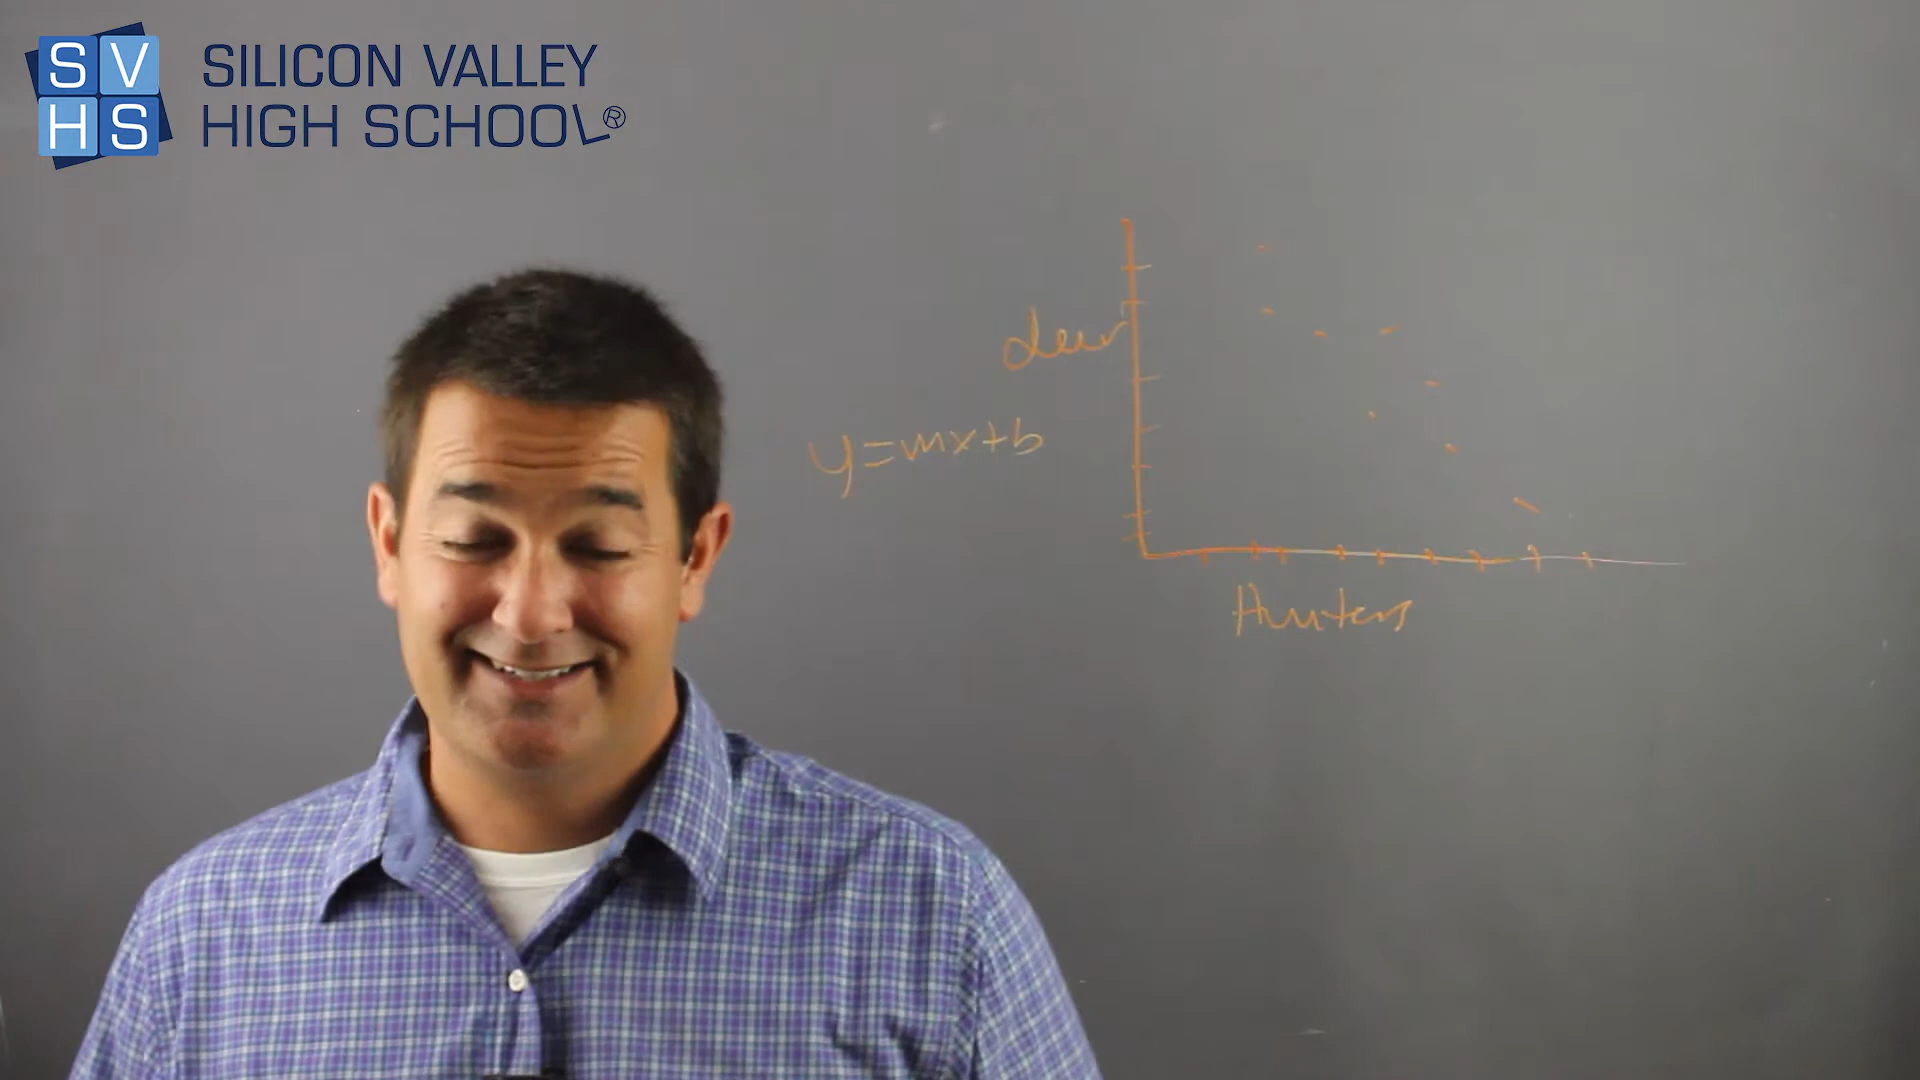 SV
HS
SILICON VALLEY
HIGH SCHOOL®
deer
y=mx+b
Hunters